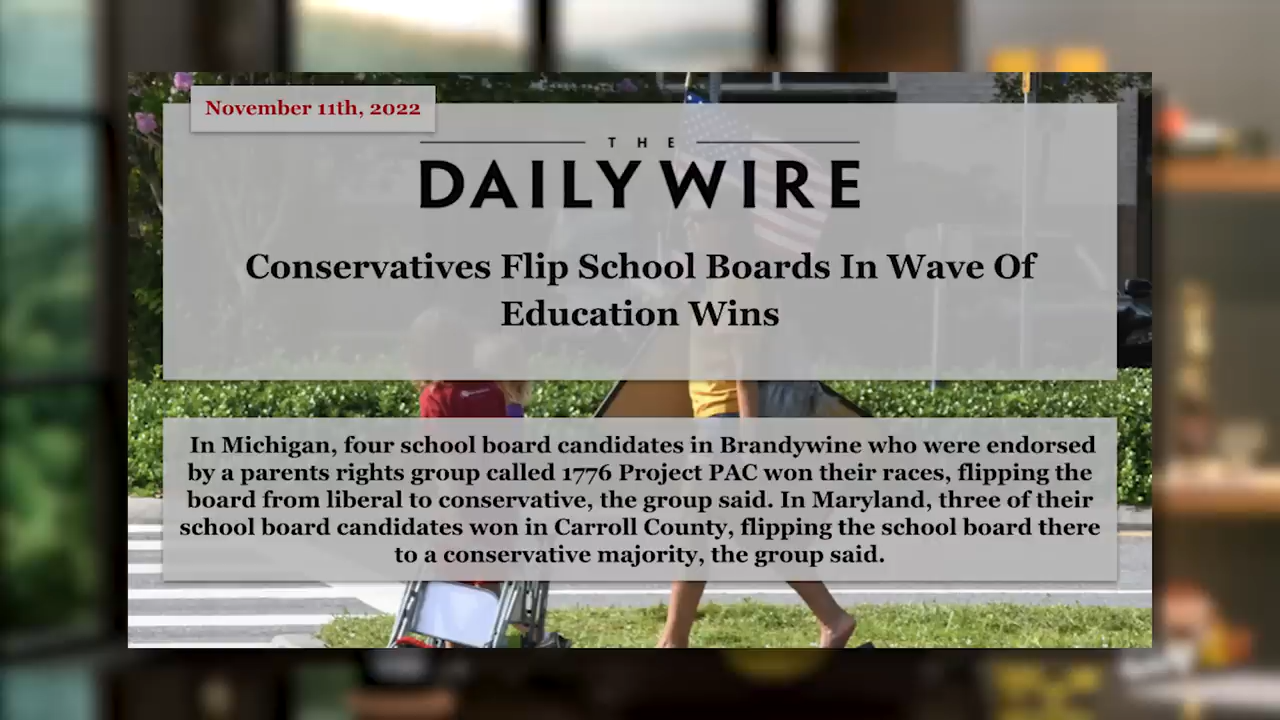 November 11th, 2022
THE
DAILY WIRE
Conservatives Flip School Boards In Wave Of
Education Wins
In Michigan, four school board candidates in Brandywine who were endorsed
by a parents rights group called 1776 Project PAC won their races, flipping the
board from liberal to conservative, the group said. In Maryland, three of their
school board candidates won in Carroll County, flipping the school board there
to a conservative majority, the group said.